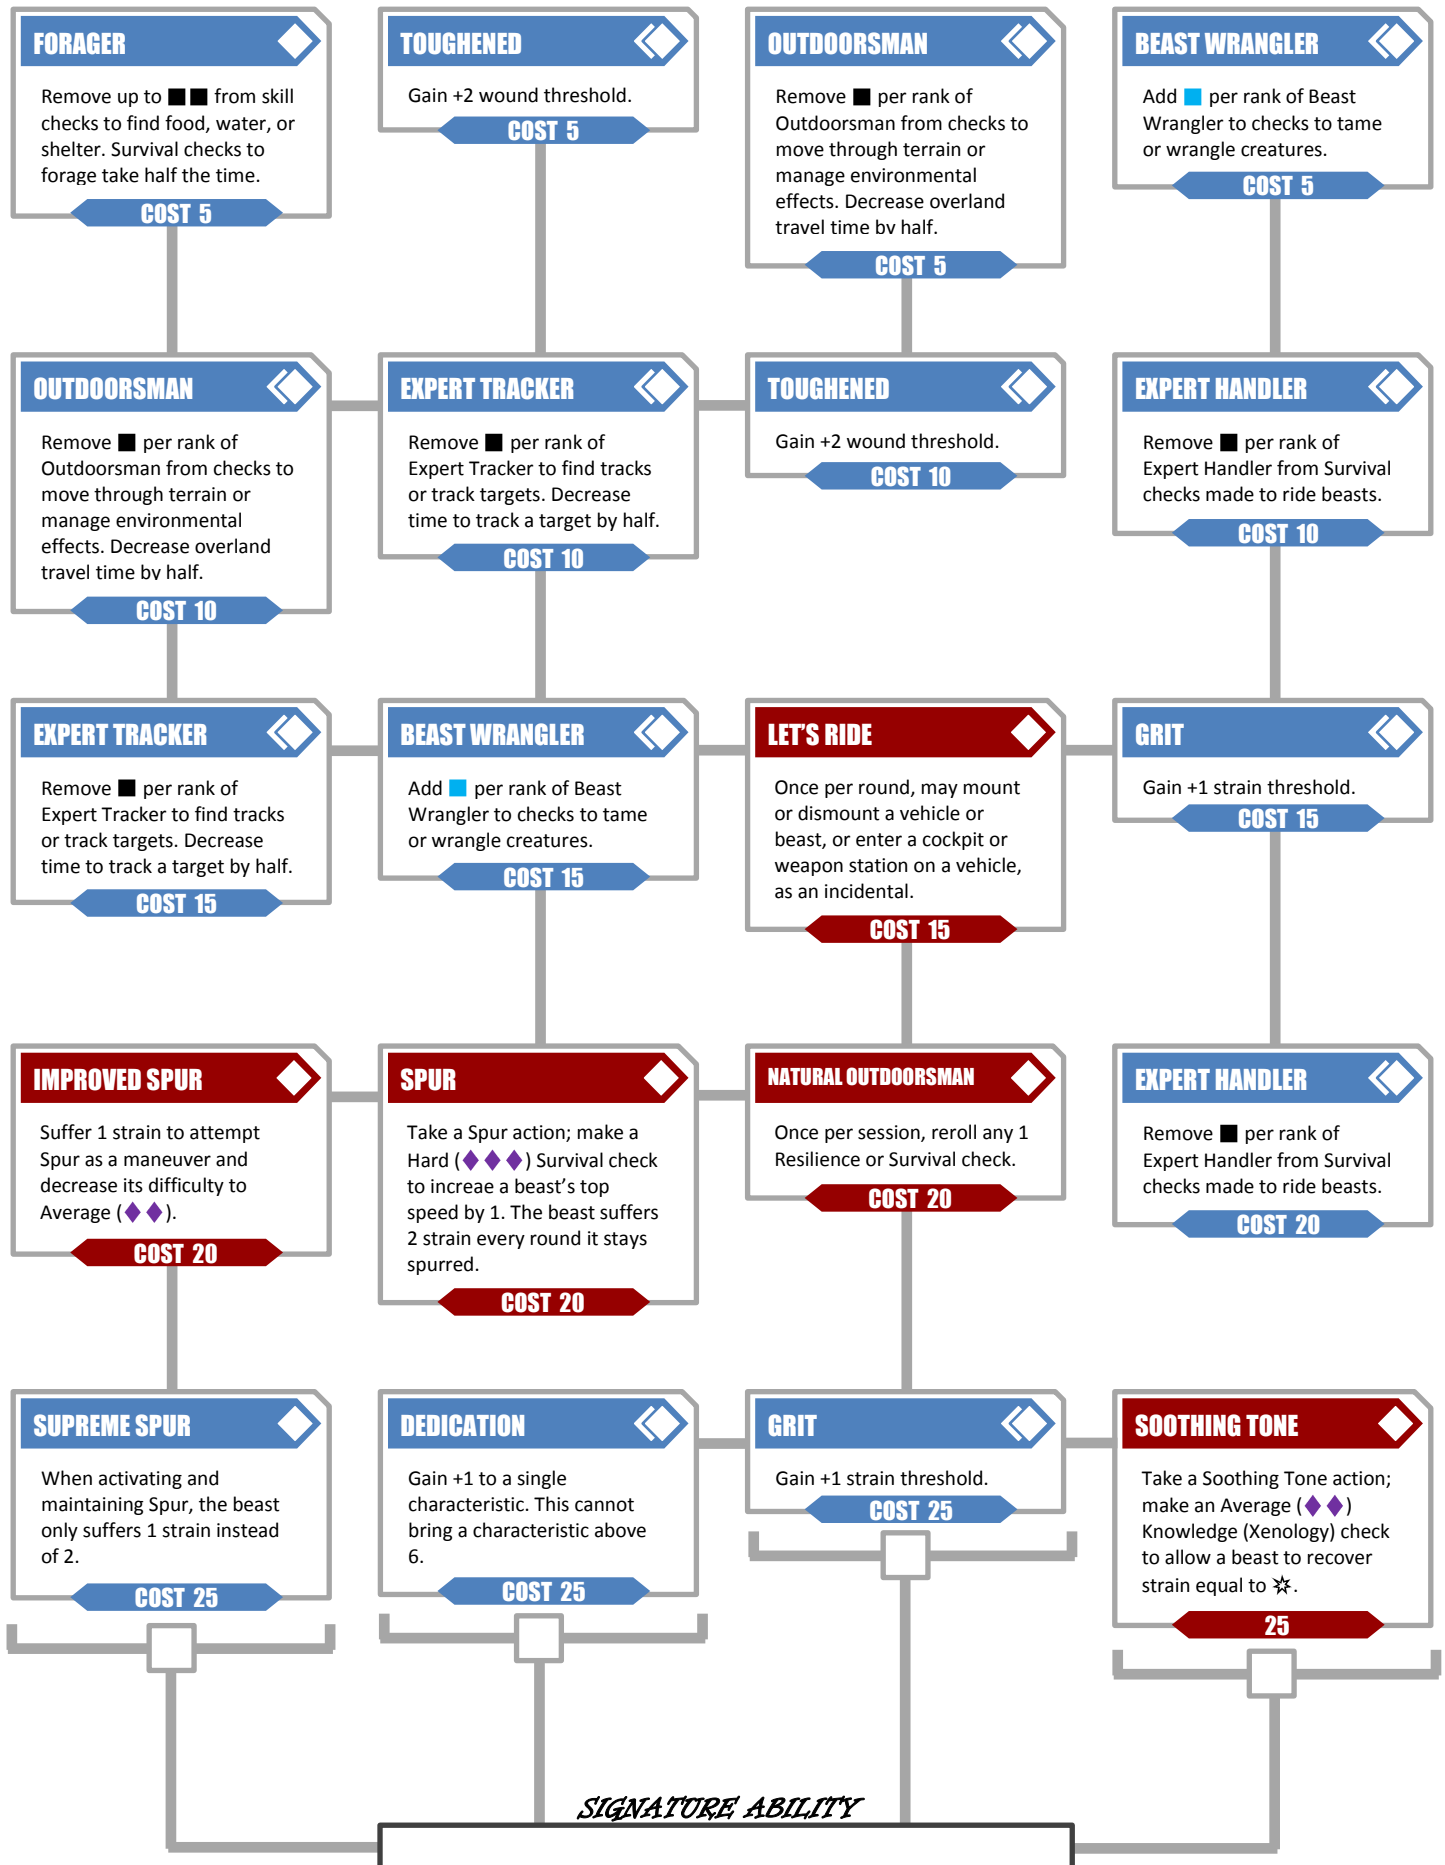 FORAGER
Remove up to ■ ■ from skill
checks to find food, water, or
shelter. Survival checks to
forage take half the time.
COST 5
TOUGHENED
Gain +2 wound threshold.
COST 5
OUTDOORSMAN
Remove ■ per rank of
Outdoorsman from checks to
move through terrain or
manage environmental
effects. Decrease overland
travel time by half.
COST 5
BEAST WRANGLER
Add ■ per rank of Beast
Wrangler to checks to tame
or wrangle creatures.
COST 5
OUTDOORSMAN
Remove ■ per rank of
Outdoorsman from checks to
move through terrain or
manage environmental
effects. Decrease overland
travel time by half.
COST 10
EXPERT TRACKER
Remove ■ per rank of
Expert Tracker to find tracks
or track targets. Decrease
time to track a target by half.
COST 10
TOUGHENED
Gain +2 wound threshold.
COST 10
EXPERT HANDLER
Remove ■ per rank of
Expert Handler from Survival
checks made to ride beasts.
COST 10
EXPERT TRACKER
Remove ■ per rank of
Expert Tracker to find tracks
or track targets. Decrease
time to track a target by half.
COST 15
BEAST WRANGLER
Add ■ per rank of Beast
Wrangler to checks to tame
or wrangle creatures.
COST 15
LET'S RIDE
Once per round, may mount
or dismount a vehicle or
beast, or enter a cockpit or
weapon station on a vehicle,
as an incidental.
COST 15
GRIT
Gain +1 strain threshold.
COST 15
IMPROVED SPUR
Suffer 1 strain to attempt
Spur as a maneuver and
decrease its difficulty to
Average (♦ ♦).
COST 20
SPUR
Take a Spur action; make a
Hard (♦ ♦ ♦) Survival check
to increae a beast's top
speed by 1. The beast suffers
2 strain every round it stays
spurred.
COST 20
NATURAL OUTDOORSMAN
Once per session, reroll any 1
Resilience or Survival check.
COST 20
EXPERT HANDLER
Remove ■ per rank of
Expert Handler from Survival
checks made to ride beasts.
COST 20
SUPREME SPUR
When activating and
maintaining Spur, the beast
only suffers 1 strain instead
of 2.
COST 25
DEDICATION
Gain +1 to a single
characteristic. This cannot
bring a characteristic above
6.
COST 25
GRIT
Gain +1 strain threshold.
COST 25
SOOTHING TONE
Take a Soothing Tone action;
make an Average (♦ ♦)
Knowledge (Xenology) check
to allow a beast to recover
strain equal to ✲.
25
SIGNATURE ABILITY